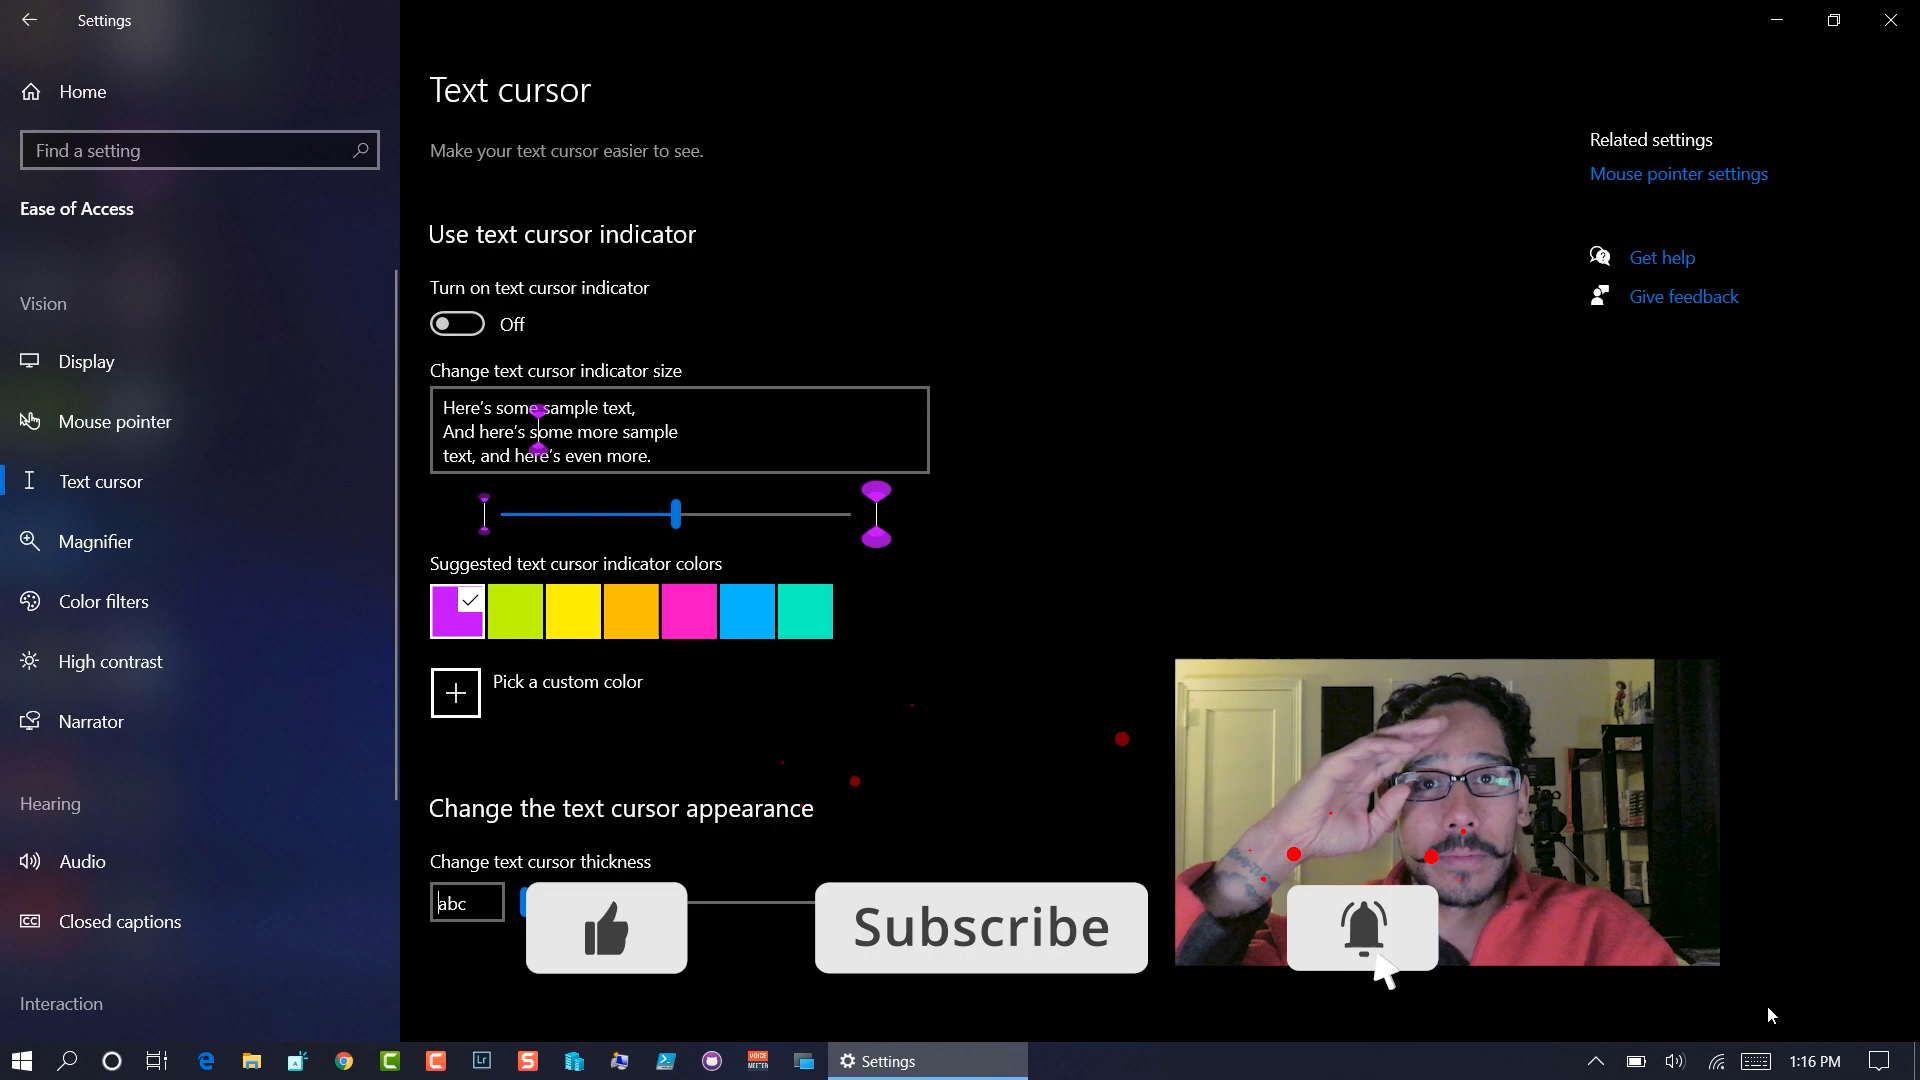 Settings
Home
Find a setting
Ease of Access
Vision
Display
Mouse pointer
Text cursor
Magnifier
Color filters
High contrast
Narrator
Hearing
Audio
Closed captions
Interaction
Text cursor
Make your text cursor easier to see.
Use text cursor indicator
Turn on text cursor indicator
Off
Change text cursor indicator size
Here's some sample text,
And here's some more sample
text, and here's even more.
Suggested text cursor indicator colors
Pick a custom color
Change the text cursor appearance
Change text cursor thickness
abc
Subscribe
Related settings
Mouse pointer settings
Get help
Give feedback
Lr
VOICE
MEETER
Settings
1:16 PM